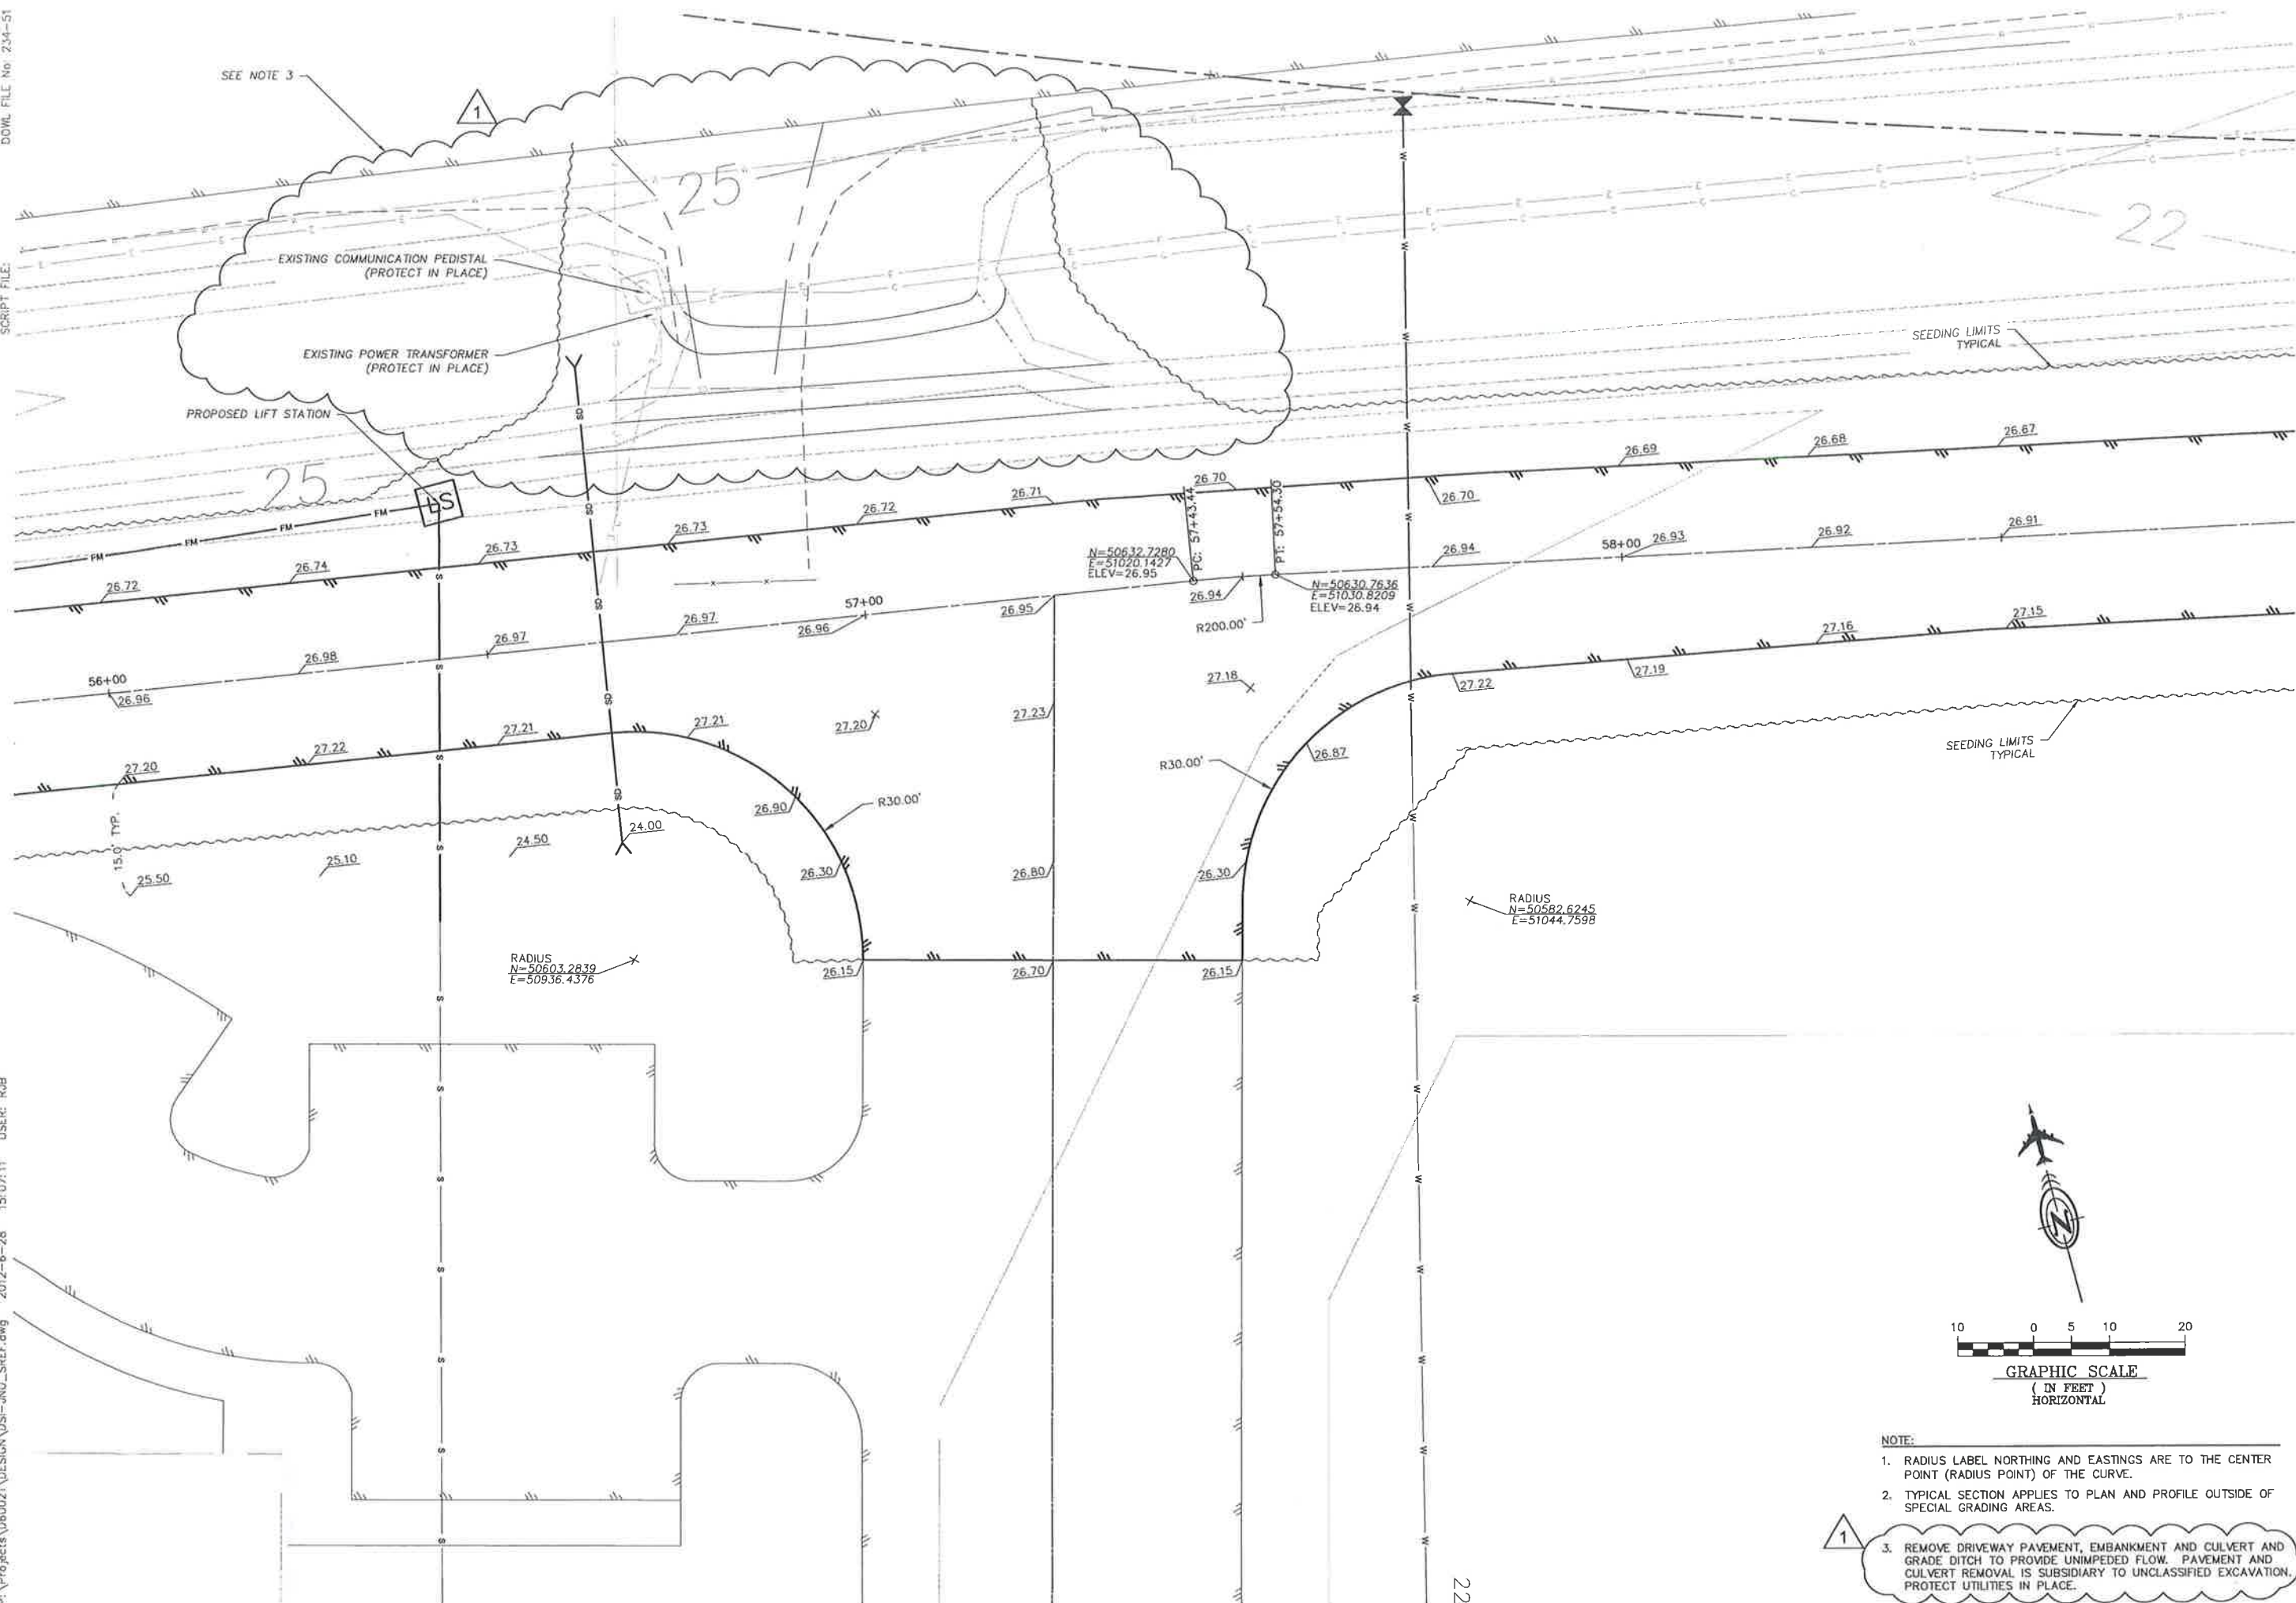 DOWL FILE No: 234-51
SCRIPT FILE:
USER: RJB
15:07:11
2012-6-28
SEE NOTE 3
1
25
22
EXISTING COMMUNICATION PEDISTAL
(PROTECT IN PLACE)
EXISTING POWER TRANSFORMER
(PROTECT IN PLACE)
PROPOSED LIFT STATION
SEEDING LIMITS
TYPICAL
25
LS
FM FM FM
26.72
26.74
26.73
26.73
26.72
26.71
26.70
26.70
26.69
26.68
26.67
PC: 57+43.44
PT: 57+54.30
N=50632.7280
E=51020.1427
ELEV=26.95
N=50630.7636
E=51030.8209
ELEV=26.94
R200.00'
56+00
26.96
26.98
26.97
26.97
57+00
26.96
26.95
26.94
26.94
58+00
26.93
26.92
26.91
27.20
27.22
27.21
27.21
27.20
27.23
27.18
27.22
27.19
27.16
27.15
SEEDING LIMITS
TYPICAL
15.0' TYP.
25.50
25.10
24.50
24.00
26.90
R30.00'
R30.00'
26.87
26.30
26.80
26.30
RADIUS
N=50603.2839
E=50936.4376
RADIUS
N=50582.6245
E=51044.7598
26.15
26.70
26.15
N
10 0 5 10 20
GRAPHIC SCALE
( IN FEET )
HORIZONTAL
NOTE:
1. RADIUS LABEL NORTHING AND EASTINGS ARE TO THE CENTER
POINT (RADIUS POINT) OF THE CURVE.
2. TYPICAL SECTION APPLIES TO PLAN AND PROFILE OUTSIDE OF
SPECIAL GRADING AREAS.
1
3. REMOVE DRIVEWAY PAVEMENT, EMBANKMENT AND CULVERT AND
GRADE DITCH TO PROVIDE UNIMPEDED FLOW. PAVEMENT AND
CULVERT REMOVAL IS SUBSIDIARY TO UNCLASSIFIED EXCAVATION.
PROTECT UTILITIES IN PLACE.
22